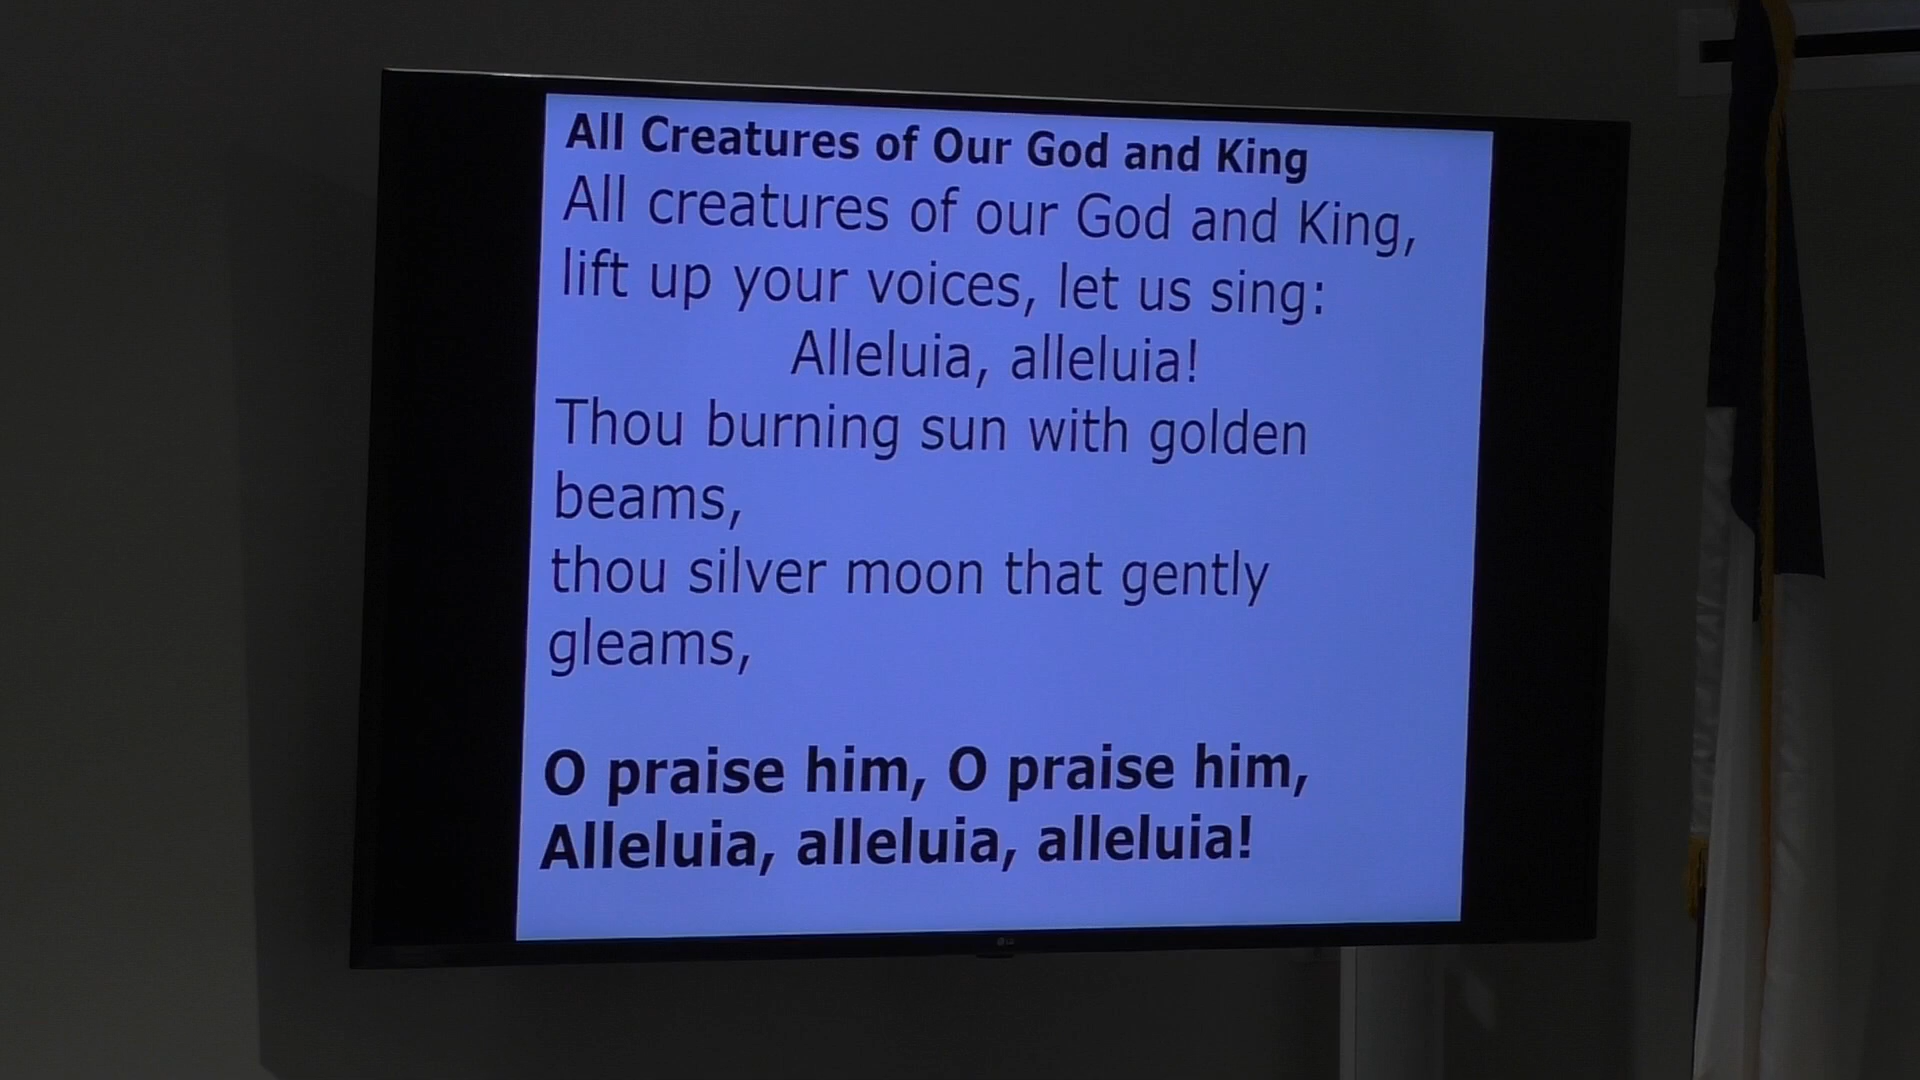 All Creatures of Our God and King
All creatures of our God and King,
lift up your voices, let us sing:
Alleluia, alleluia!
Thou burning sun with golden
beams,
thou silver moon that gently
gleams,
O praise him, O praise him,
Alleluia, alleluia, alleluia!
LG